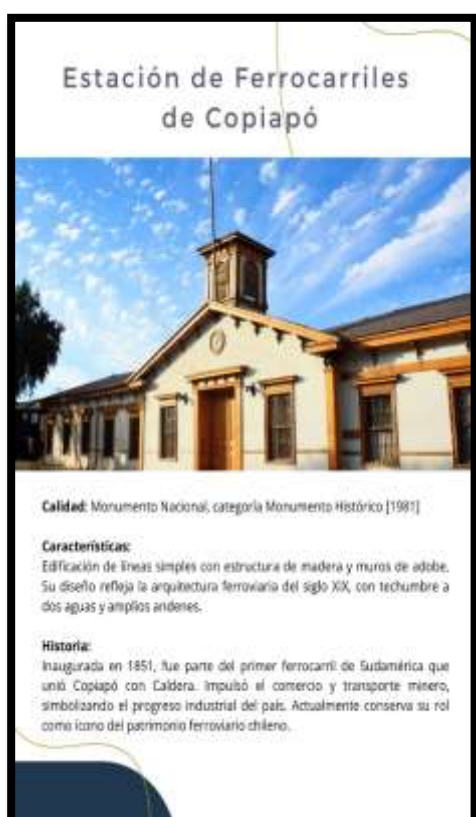 Estación de Ferrocarriles
de Copiapó
Calidad: Monumento Nacional, categoría Monumento Histórico [1981]
Características:
Edificación de líneas simples con estructura de madera y muros de adobe.
Su diseño refleja la arquitectura ferroviaria del siglo XIX, con techumbre a
dos aguas y amplios andenes.
Historia:
Inaugurada en 1851, fue parte del primer ferrocarril de Sudamérica que
unió Copiapó con Caldera. Impulsó el comercio y transporte minero,
simbolizando el progreso industrial del país. Actualmente conserva su rol
como ícono del patrimonio ferroviario chileno.